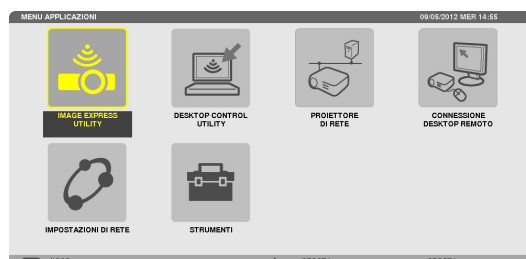 MENU APPLICAZIONI
09/05/2012 MER 14:55
IMAGE EXPRESS
UTILITY
DESKTOP CONTROL
UTILITY
PROIETTORE
DI RETE
CONNESSIONE
DESKTOP REMOTO
IMPOSTAZIONI DI RETE
STRUMENTI